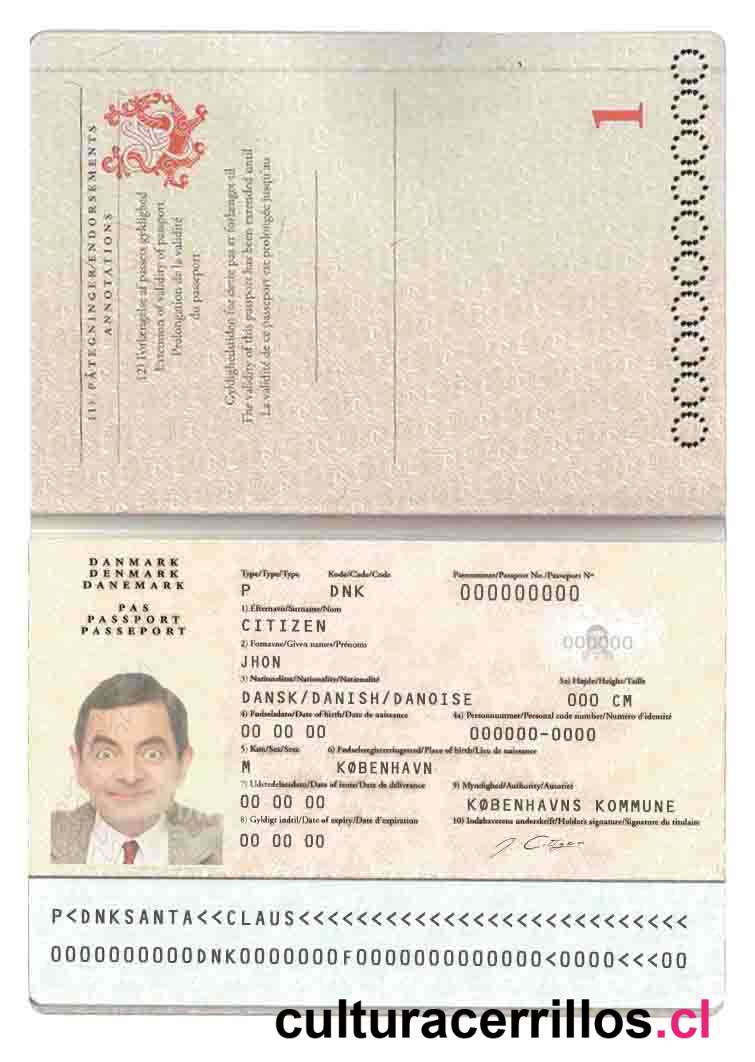 (1) PÅTEGNINGER/ENDORSEMENTS
ANNOTATIONS
(2) Forlængelse af passets gyldighed
Extension of validity of passport
Prolongation de la validité
du passeport
Gyldighedstiden for dette pas er forlænget til
The validity of this passport has been extended until
La validité de ce passeport est prolongée jusqu'au
1
000000000
DANMARK
DENMARK
DANEMARK
PAS
PASSPORT
PASSEPORT
Type/Type/Type Kode/Code/Code Pasnummer/Passport No./Passeport N°
P DNK 000000000
1) Efternavn/Surname/Nom
CITIZEN
000000
2) Fornavne/Given names/Prénoms
JHON
3) Nationalitet/Nationality/Nationalité 3a) Højde/Height/Taille
DANSK/DANISH/DANOISE 000 CM
4) Fødselsdato/Date of birth/Date de naissance 4a) Personnummer/Personal code number/Numéro d'identité
00 00 00 000000-0000
5) Køn/Sex/Sexe 6) Fødselsregistreringssted/Place of birth/Lieu de naissance
M KØBENHAVN
7) Udstedelsesdato/Date of issue/Date de délivrance 9) Myndighed/Authority/Autorité
00 00 00 KØBENHAVNS KOMMUNE
8) Gyldigt indtil/Date of expiry/Date d'expiration 10) Indehaverens underskrift/Holder's signature/Signature du titulaire
00 00 00 J. Citizen
P<DNKSANTA<<CLAUS<<<<<<<<<<<<<<<<<<<<<<<<<<<
0000000000DNK0000000F0000000000000<0000<<<00
culturacerrillos.cl